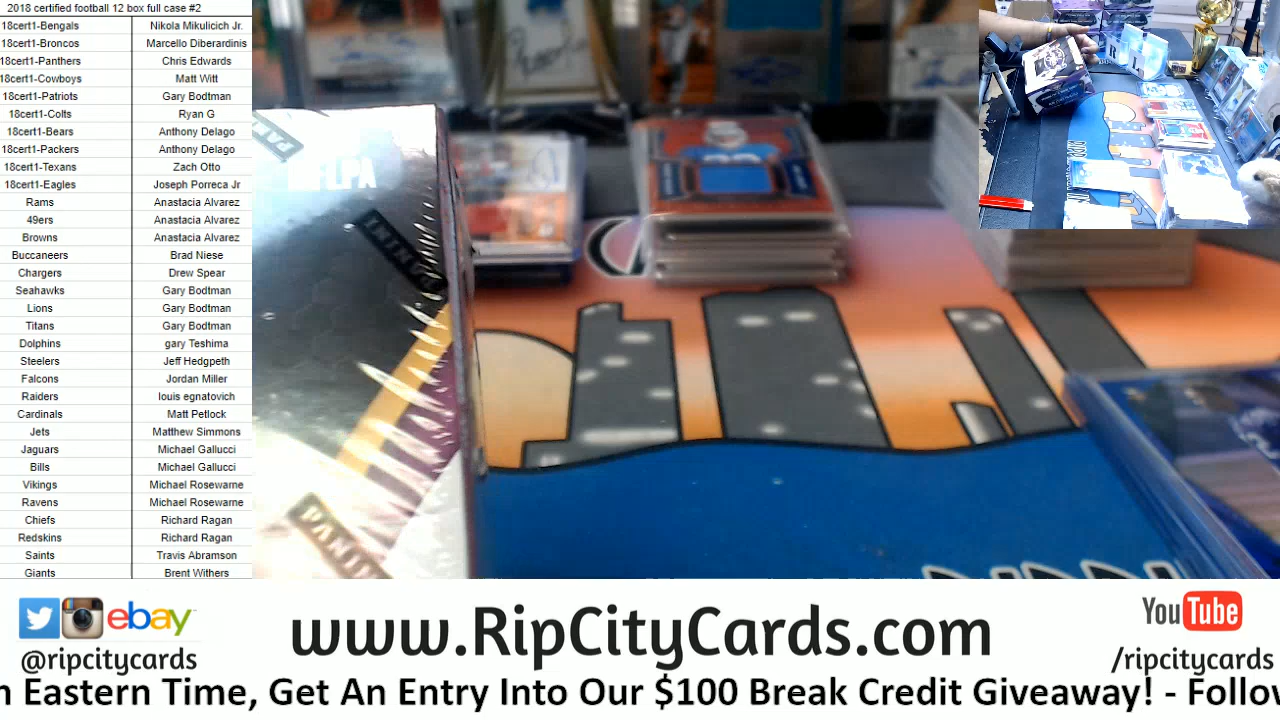 2018 certified football 12 box full case #2
18cert1-Bengals Nikola Mikulicich Jr.
18cert1-Broncos Marcello Diberardinis
18cert1-Panthers Chris Edwards
18cert1-Cowboys Matt Witt
18cert1-Patriots Gary Bodtman
18cert1-Colts Ryan G
18cert1-Bears Anthony Delago
18cert1-Packers Anthony Delago
18cert1-Texans Zach Otto
18cert1-Eagles Joseph Porreca Jr
Rams Anastacia Alvarez
49ers Anastacia Alvarez
Browns Anastacia Alvarez
Buccaneers Brad Niese
Chargers Drew Spear
Seahawks Gary Bodtman
Lions Gary Bodtman
Titans Gary Bodtman
Dolphins gary Teshima
Steelers Jeff Hedgpeth
Falcons Jordan Miller
Raiders louis egnatovich
Cardinals Matt Petlock
Jets Matthew Simmons
Jaguars Michael Gallucci
Bills Michael Gallucci
Vikings Michael Rosewarne
Ravens Michael Rosewarne
Chiefs Richard Ragan
Redskins Richard Ragan
Saints Travis Abramson
Giants Brent Withers
PANINI
ebay
@ripcitycards
www.RipCityCards.com
YouTube
/ripcitycards
n Eastern Time, Get An Entry Into Our $100 Break Credit Giveaway! - Follow